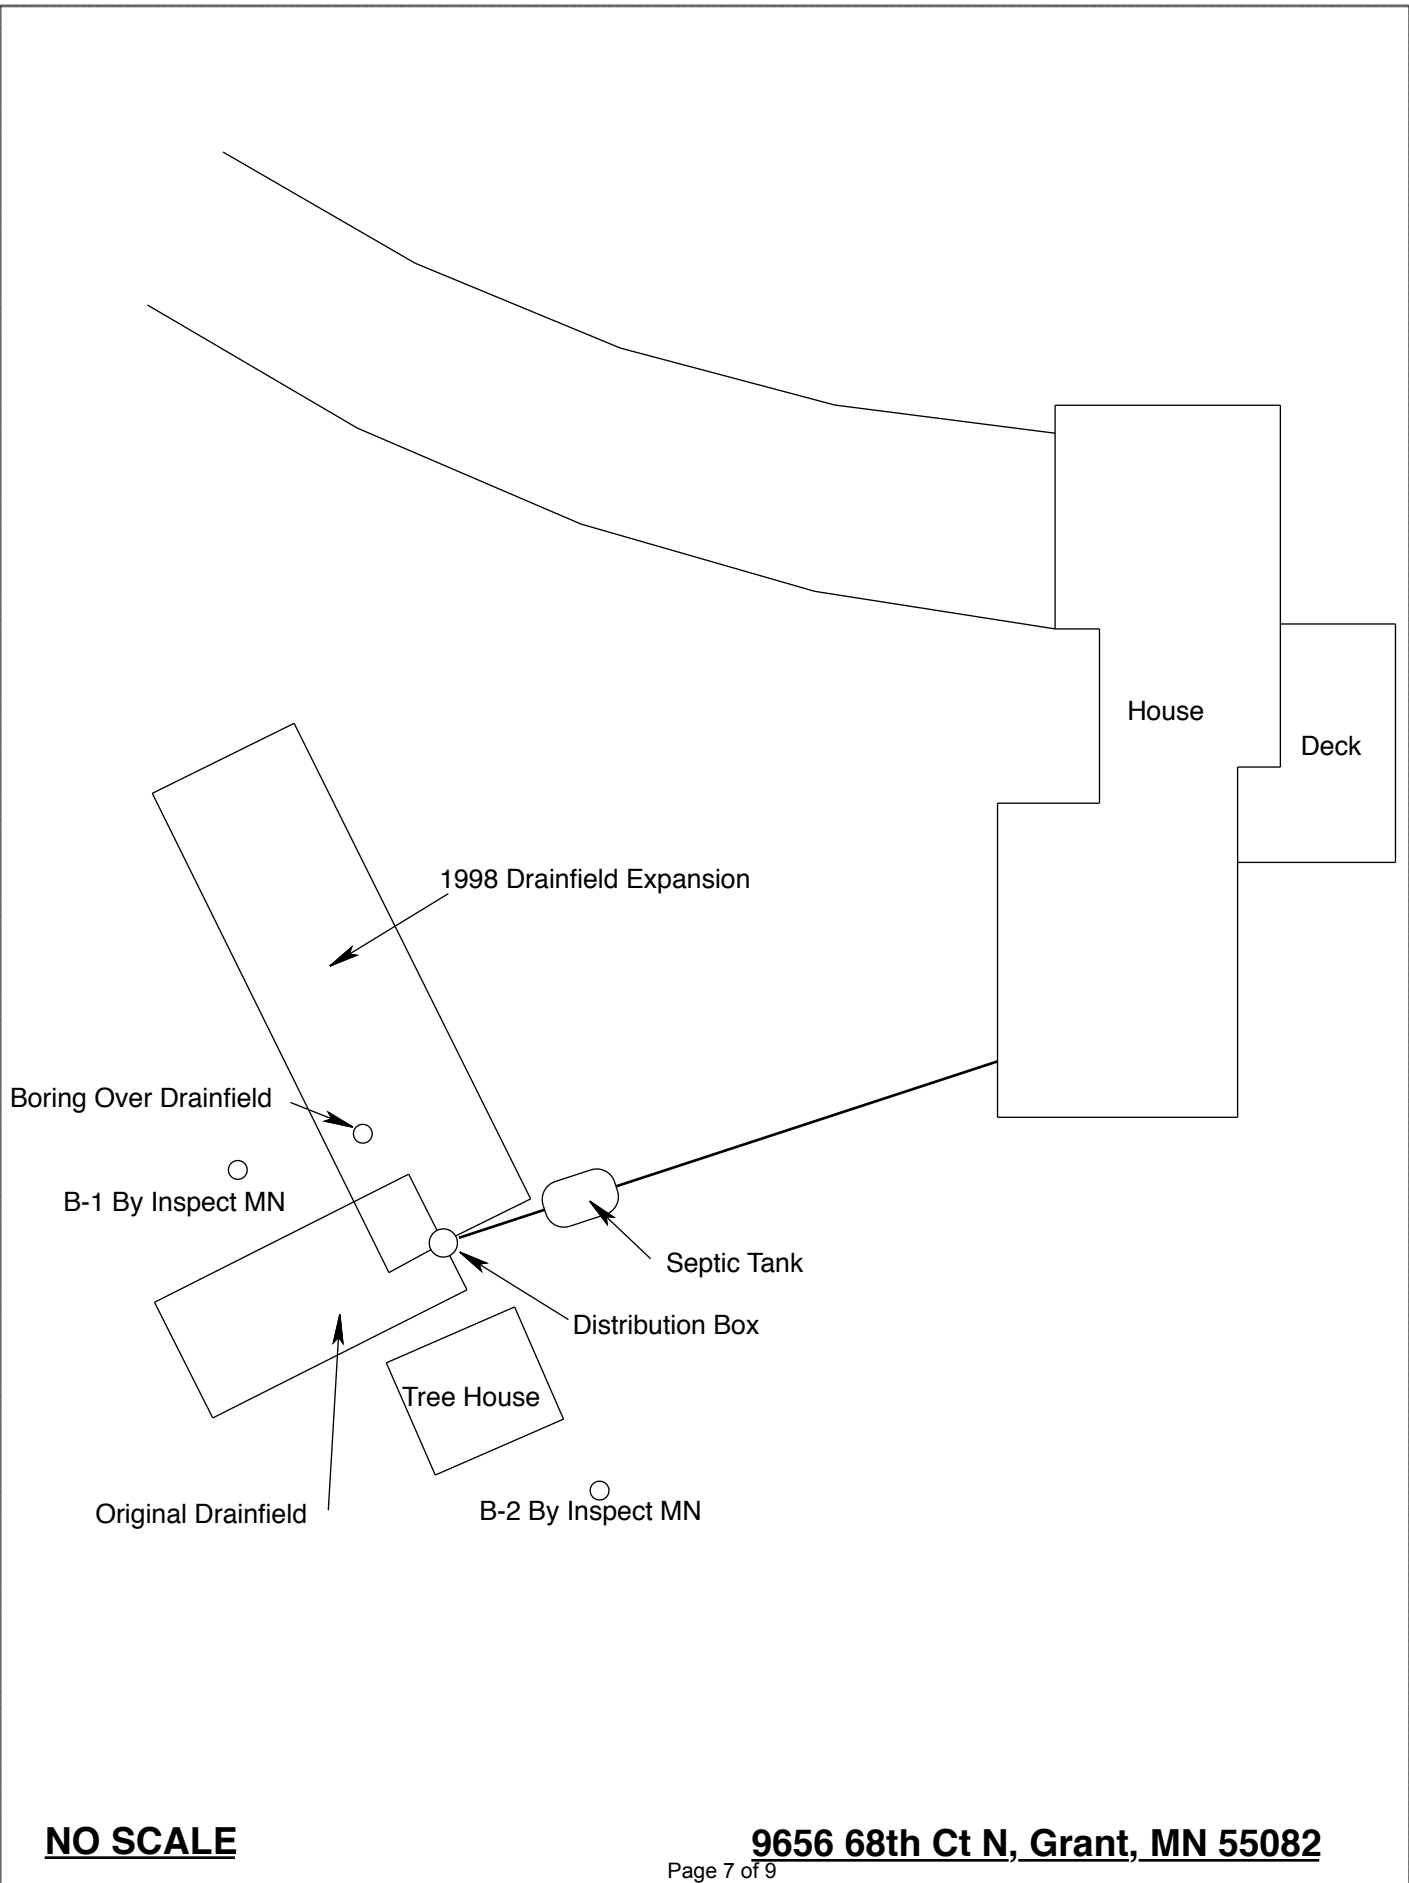 House
Deck
1998 Drainfield Expansion
Boring Over Drainfield
B-1 By Inspect MN
Septic Tank
Distribution Box
Tree House
Original Drainfield
B-2 By Inspect MN
NO SCALE
9656 68th Ct N, Grant, MN 55082
Page 7 of 9